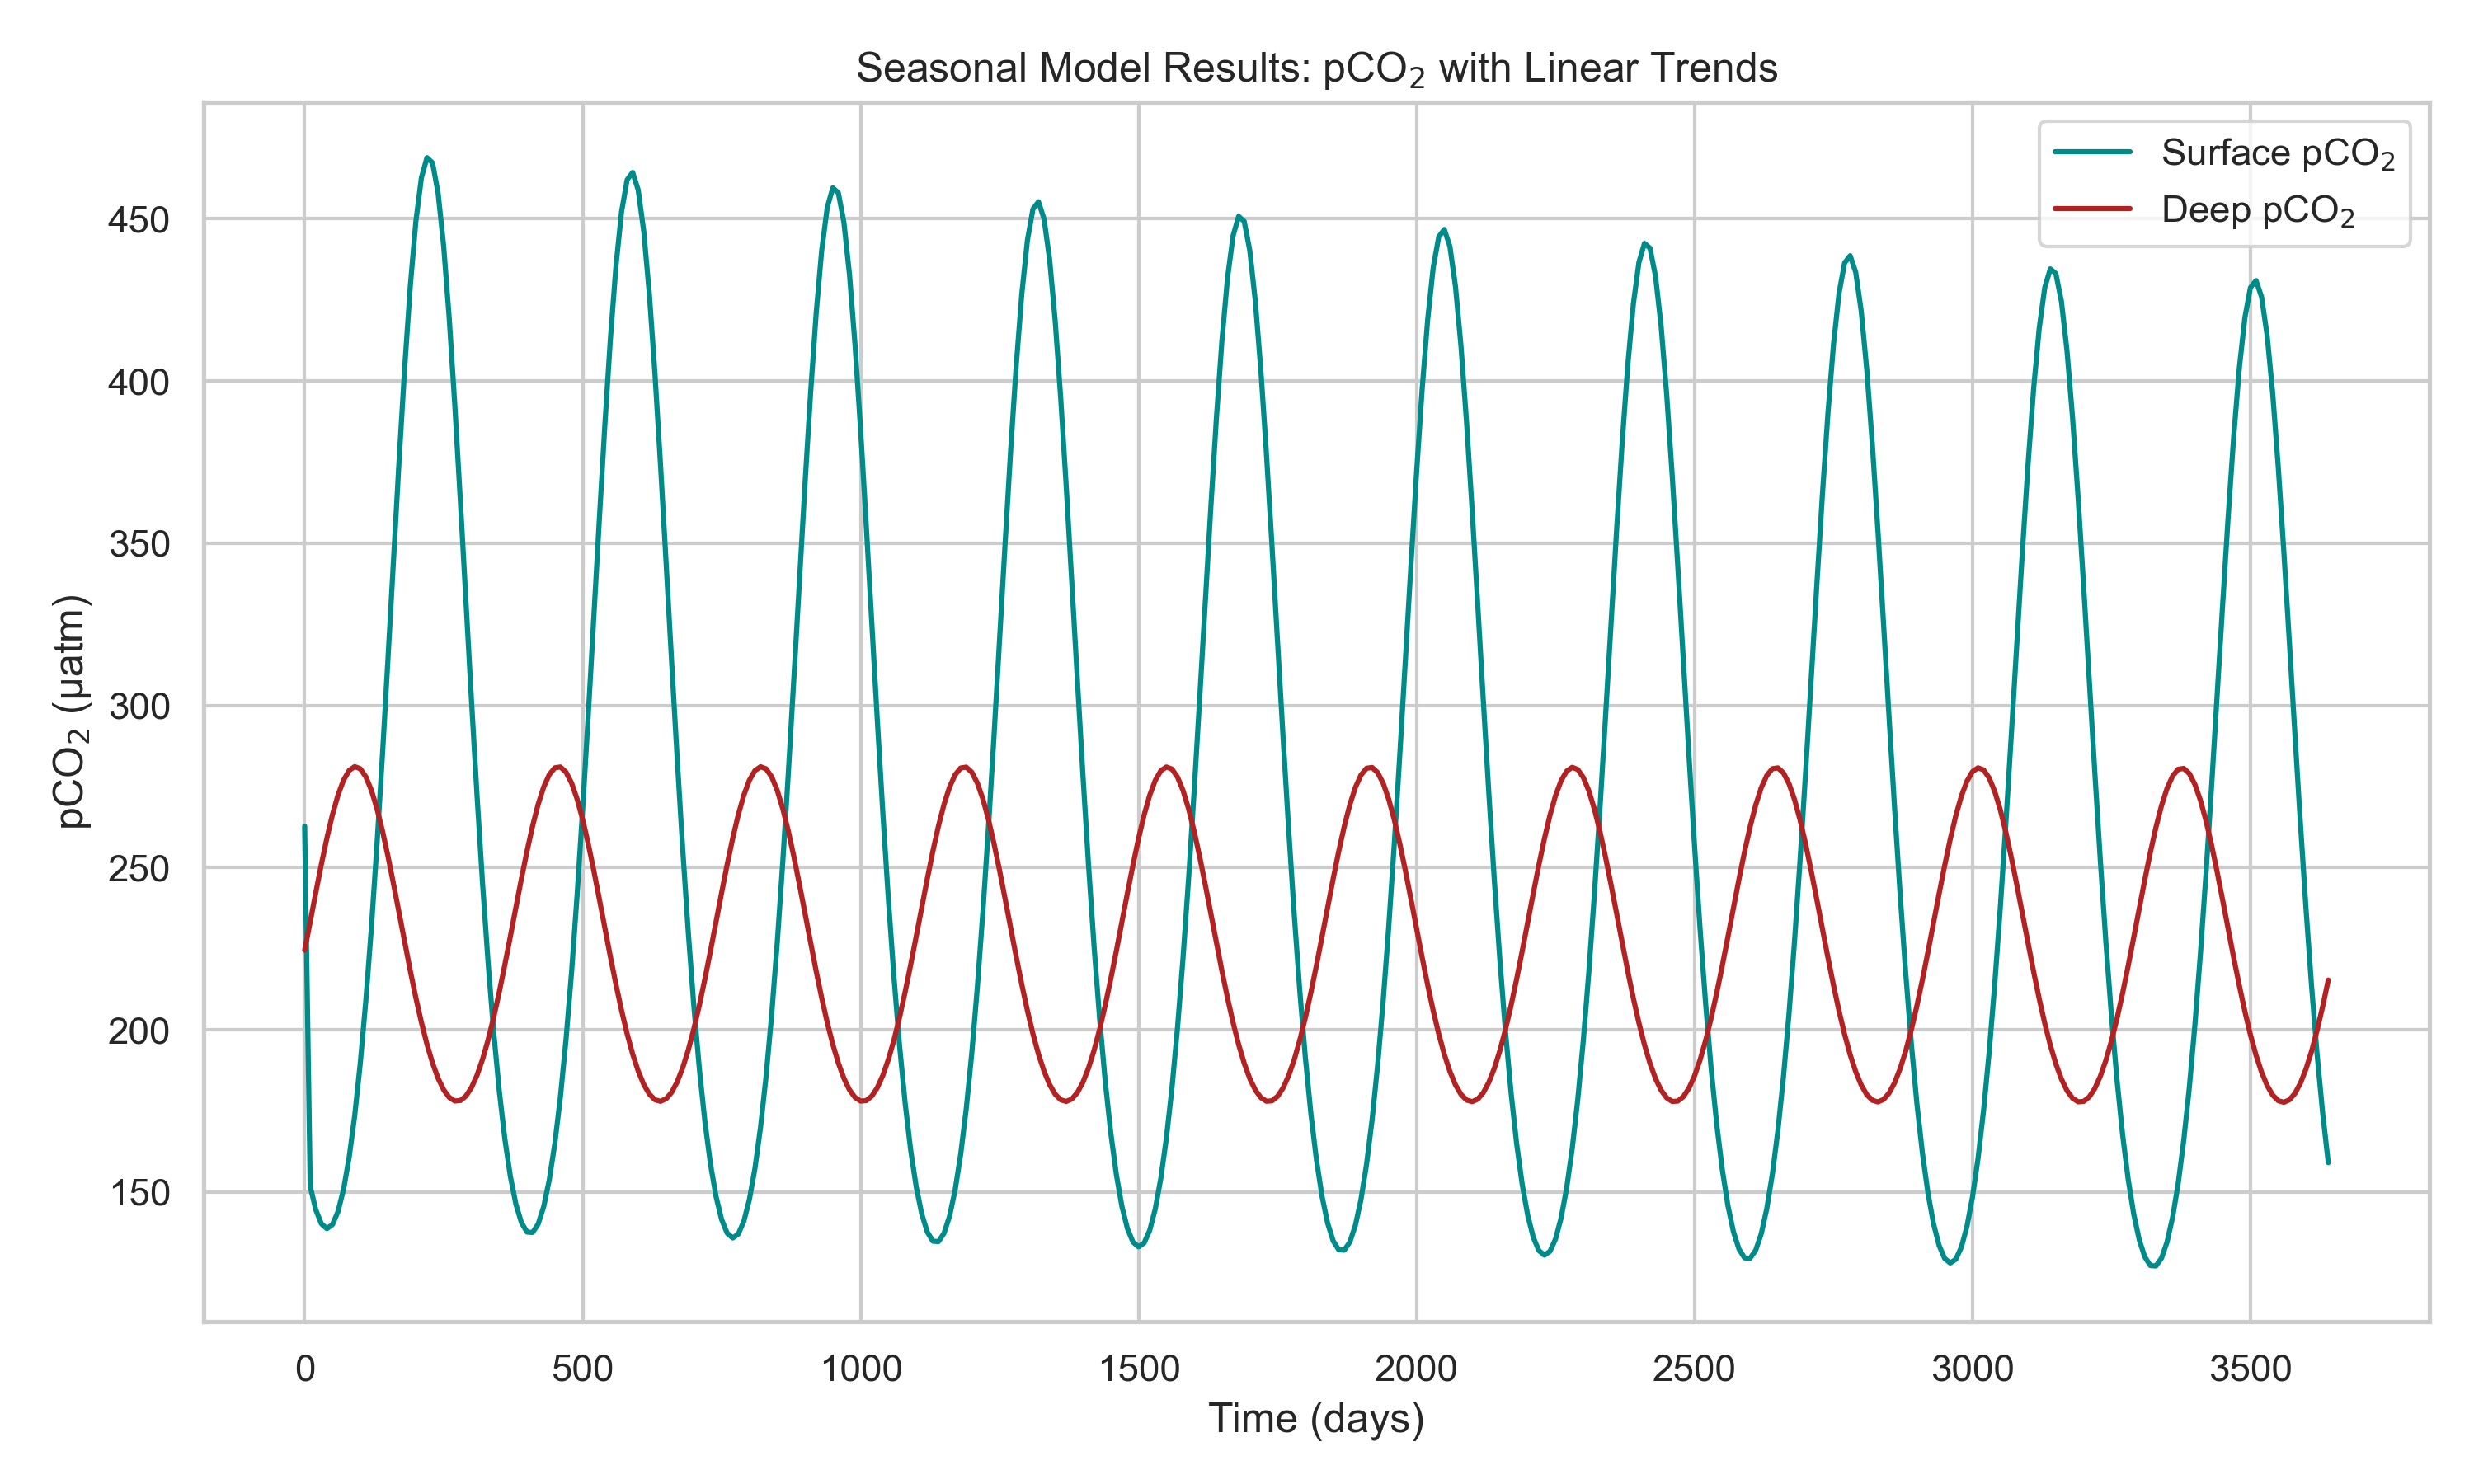 Seasonal Model Results: pCO₂ with Linear Trends
Surface pCO₂
Deep pCO₂
pCO₂ (μatm)
450
400
350
300
250
200
150
0 500 1000 1500 2000 2500 3000 3500
Time (days)